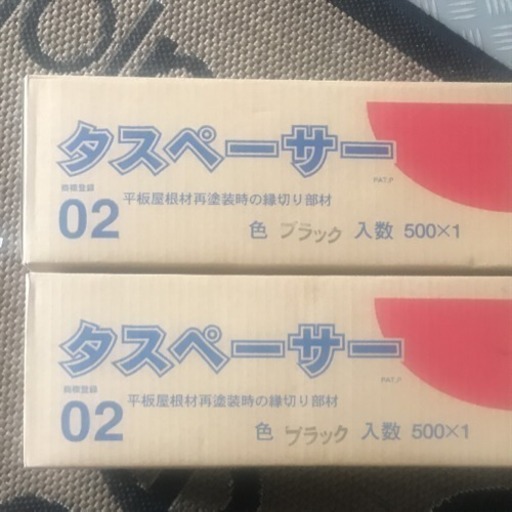 タスペーサー
PAT.P
商標登録
02 平板屋根材再塗装時の縁切り部材
色 ブラック 入数 500×1
タスペーサー
PAT.P
商標登録
02 平板屋根材再塗装時の縁切り部材
色 ブラック 入数 500×1